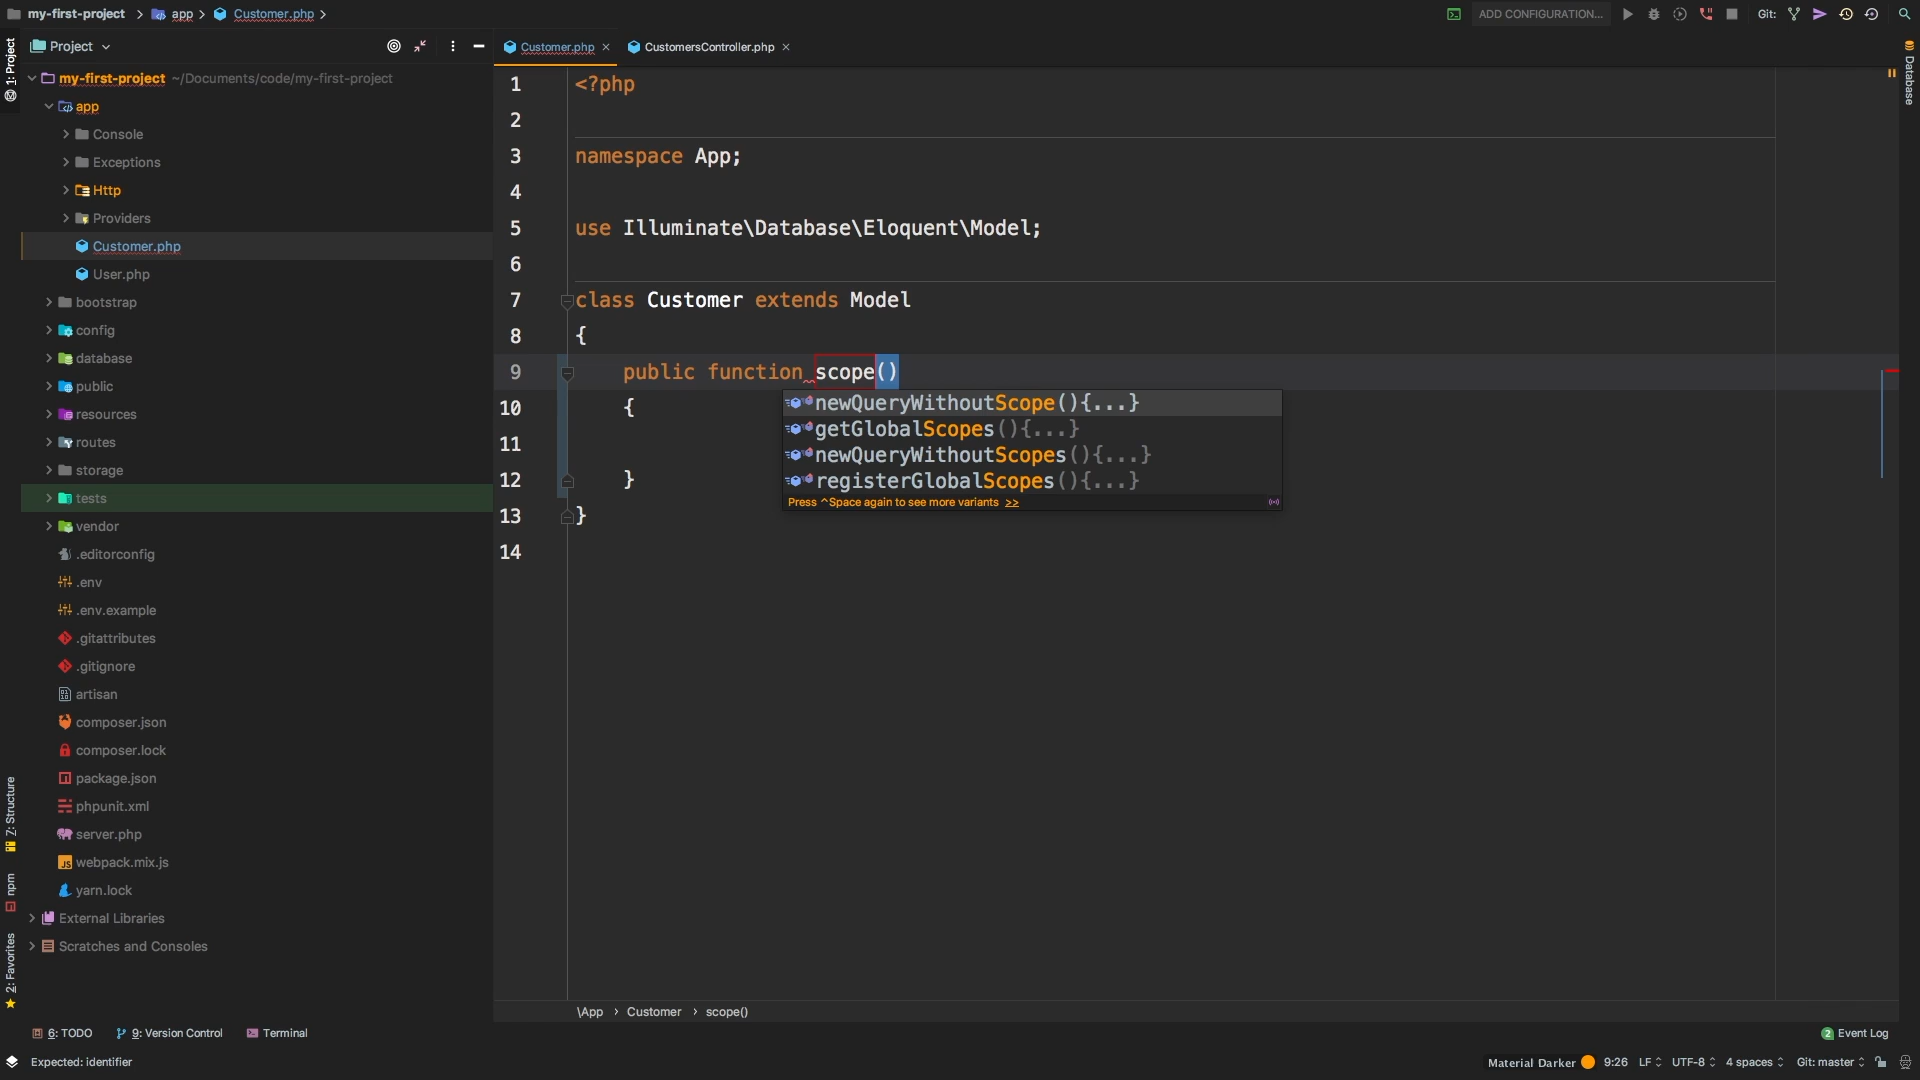 my-first-project > app > Customer.php >
ADD CONFIGURATION...
Git:
1: Project
Project
Customer.php
CustomersController.php
Database
my-first-project ~/Documents/code/my-first-project
app
Console
Exceptions
Http
Providers
Customer.php
User.php
bootstrap
config
database
public
resources
routes
storage
tests
vendor
.editorconfig
.env
.env.example
.gitattributes
.gitignore
artisan
composer.json
composer.lock
package.json
phpunit.xml
server.php
webpack.mix.js
yarn.lock
External Libraries
Scratches and Consoles
Z: Structure
npm
2: Favorites
1 <?php
2
3 namespace App;
4
5 use Illuminate\Database\Eloquent\Model;
6
7 class Customer extends Model
8 {
9 public function scope()
10 {
11
12 }
13 }
14
newQueryWithoutScope(){...}
getGlobalScopes(){...}
newQueryWithoutScopes(){...}
registerGlobalScopes(){...}
Press ^Space again to see more variants >>
\App > Customer > scope()
6: TODO
9: Version Control
Terminal
2 Event Log
Expected: identifier
Material Darker
9:26
LF
UTF-8
4 spaces
Git: master